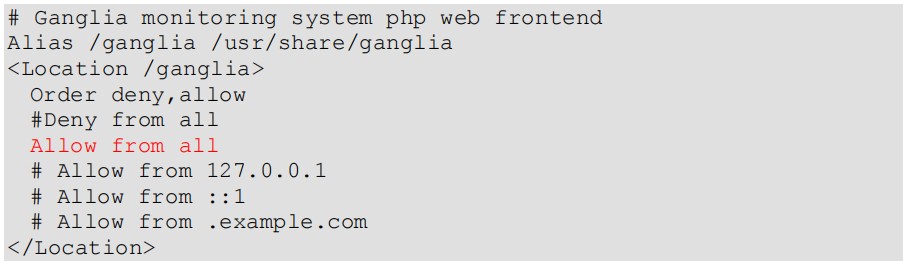 # Ganglia monitoring system php web frontend
Alias /ganglia /usr/share/ganglia
<Location /ganglia>
  Order deny,allow
  #Deny from all
  Allow from all
  # Allow from 127.0.0.1
  # Allow from ::1
  # Allow from .example.com
</Location>